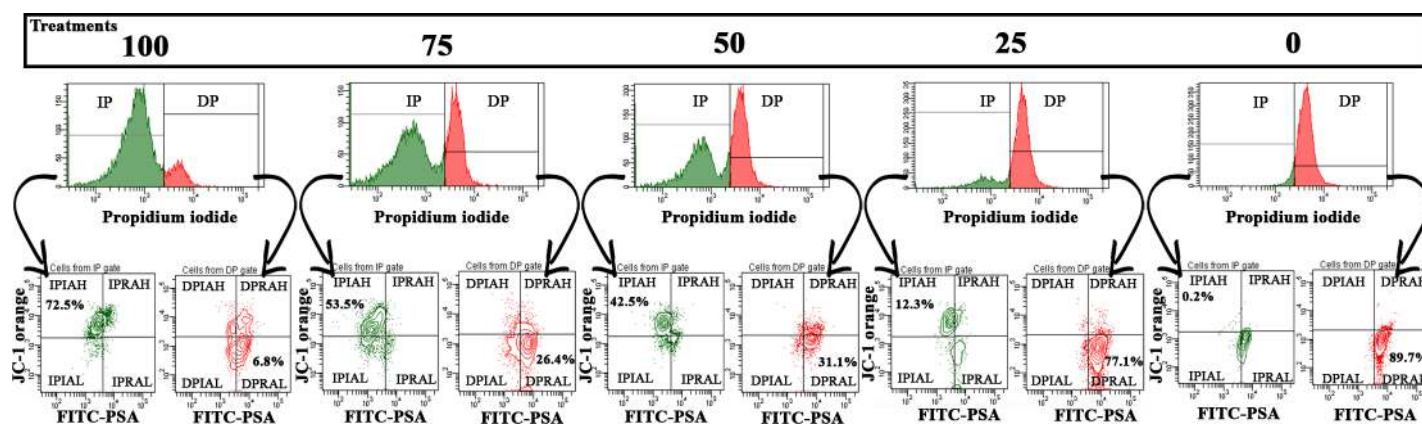 Treatments
100 75 50 25 0
IP DP IP DP IP DP IP DP IP DP
Propidium iodide Propidium iodide Propidium iodide Propidium iodide Propidium iodide
Cells from IP gate Cells from DP gate Cells from IP gate Cells from DP gate Cells from IP gate Cells from DP gate Cells from IP gate Cells from DP gate Cells from IP gate Cells from DP gate
IPIAH IPRAH DPIAH DPRAH IPIAH IPRAH DPIAH DPRAH IPIAH IPRAH DPIAH DPRAH IPIAH IPRAH DPIAH DPRAH IPIAH IPRAH DPIAH DPRAH
72.5% 53.5% 42.5% 12.3% 0.2%
JC-1 orange JC-1 orange JC-1 orange JC-1 orange JC-1 orange
6.8% 26.4% 31.1% 77.1% 89.7%
IPIAL IPRAL DPIAL DPRAL IPIAL IPRAL DPIAL DPRAL IPIAL IPRAL DPIAL DPRAL IPIAL IPRAL DPIAL DPRAL IPIAL IPRAL DPIAL DPRAL
FITC-PSA FITC-PSA FITC-PSA FITC-PSA FITC-PSA FITC-PSA FITC-PSA FITC-PSA FITC-PSA FITC-PSA